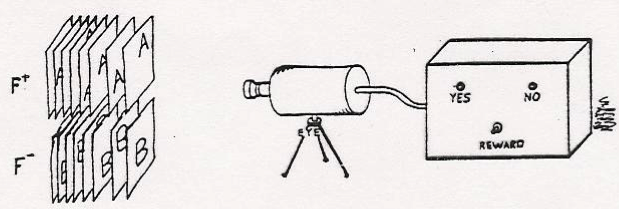 F+
A A A A
F-
B B B B B
EYE
YES NO
REWARD